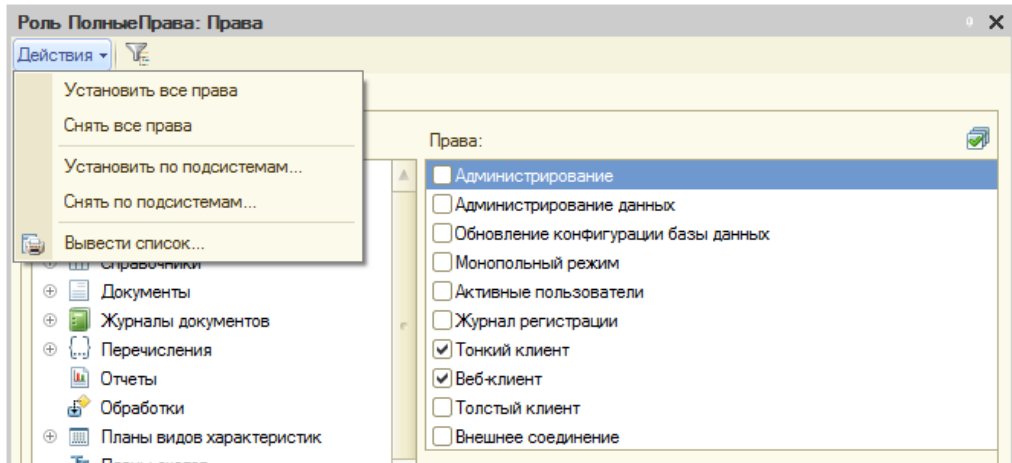 Роль ПолныеПрава: Права
Действия
Установить все права
Снять все права
Установить по подсистемам...
Снять по подсистемам...
Вывести список...
Справочники
Документы
Журналы документов
Перечисления
Отчеты
Обработки
Планы видов характеристик
Права:
Администрирование
Администрирование данных
Обновление конфигурации базы данных
Монопольный режим
Активные пользователи
Журнал регистрации
Тонкий клиент
Веб-клиент
Толстый клиент
Внешнее соединение